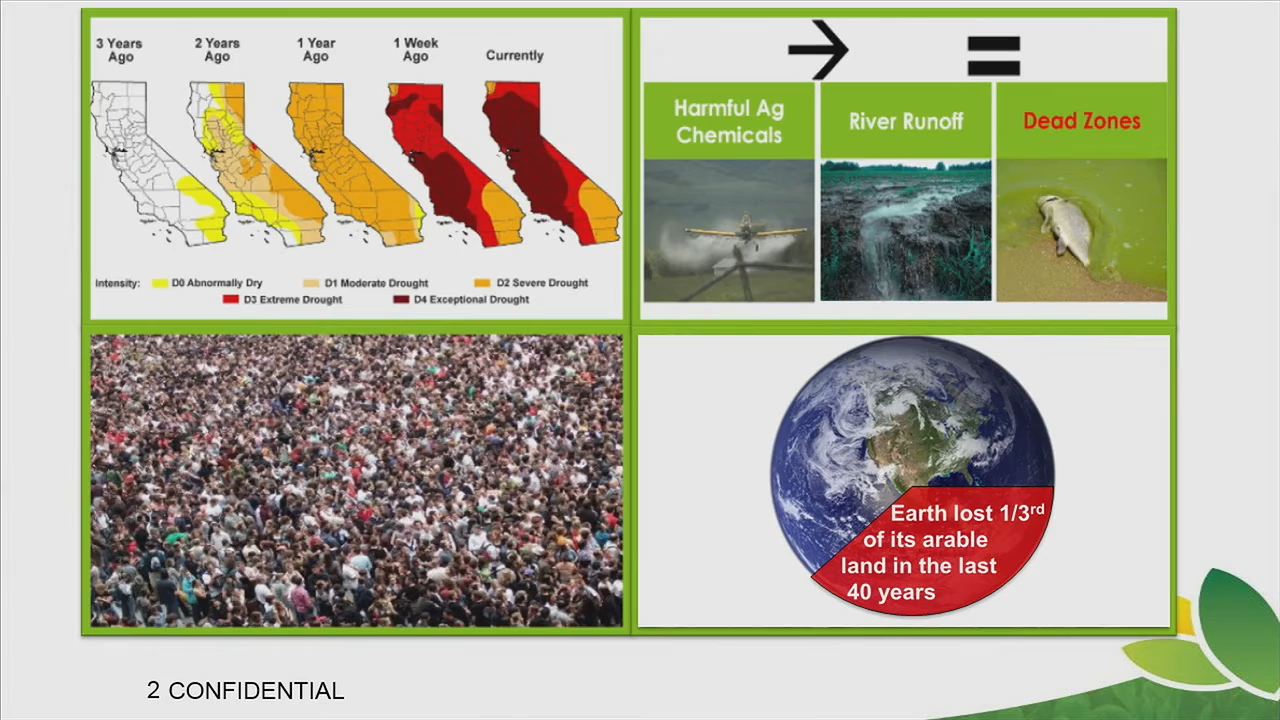 3 Years
Ago
2 Years
Ago
1 Year
Ago
1 Week
Ago
Currently
Intensity:
D0 Abnormally Dry
D1 Moderate Drought
D2 Severe Drought
D3 Extreme Drought
D4 Exceptional Drought
Harmful Ag
Chemicals
River Runoff
Dead Zones
Earth lost 1/3rd
of its arable
land in the last
40 years
2 CONFIDENTIAL